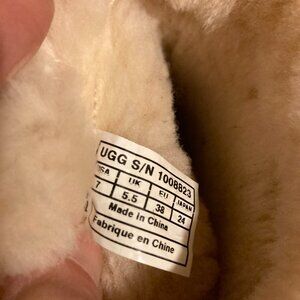 UGG S/N 1008823
USA UK EU JAPAN
7 5.5 38 24
Made in China
Fabrique en Chine